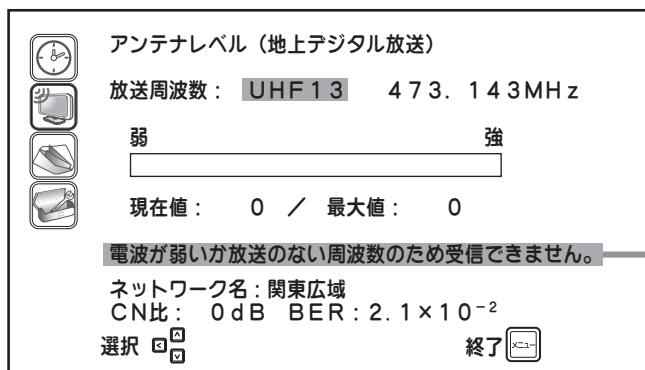 アンテナレベル（地上デジタル放送）
放送周波数： UHF13 473．143MHz
弱 強
現在値： 0 ／ 最大値： 0
電波が弱いか放送のない周波数のため受信できません。
ネットワーク名：関東広域
CN比： 0dB BER：2．1×10⁻²
選択 終了 メニュー